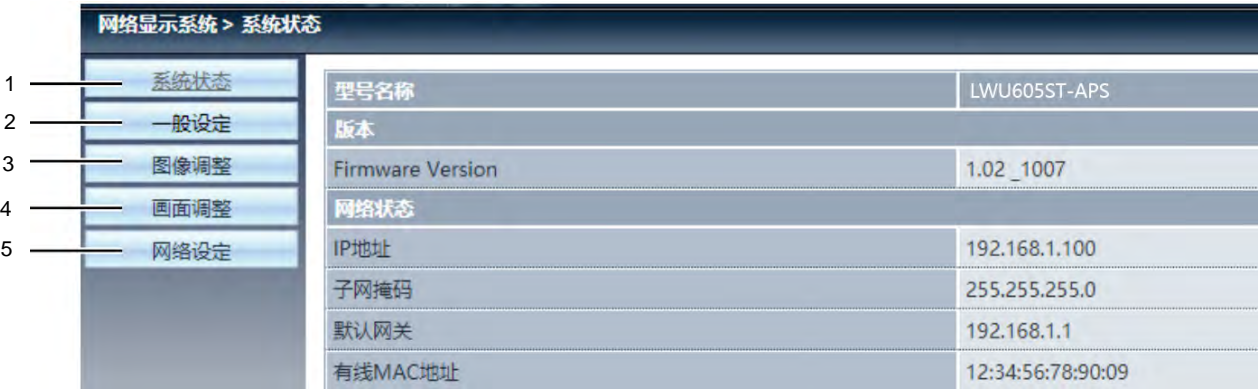 网络显示系统 > 系统状态
1 系统状态
2 一般设定
3 图像调整
4 画面调整
5 网络设定
型号名称 LWU605ST-APS
版本
Firmware Version 1.02 _1007
网络状态
IP地址 192.168.1.100
子网掩码 255.255.255.0
默认网关 192.168.1.1
有线MAC地址 12:34:56:78:90:09